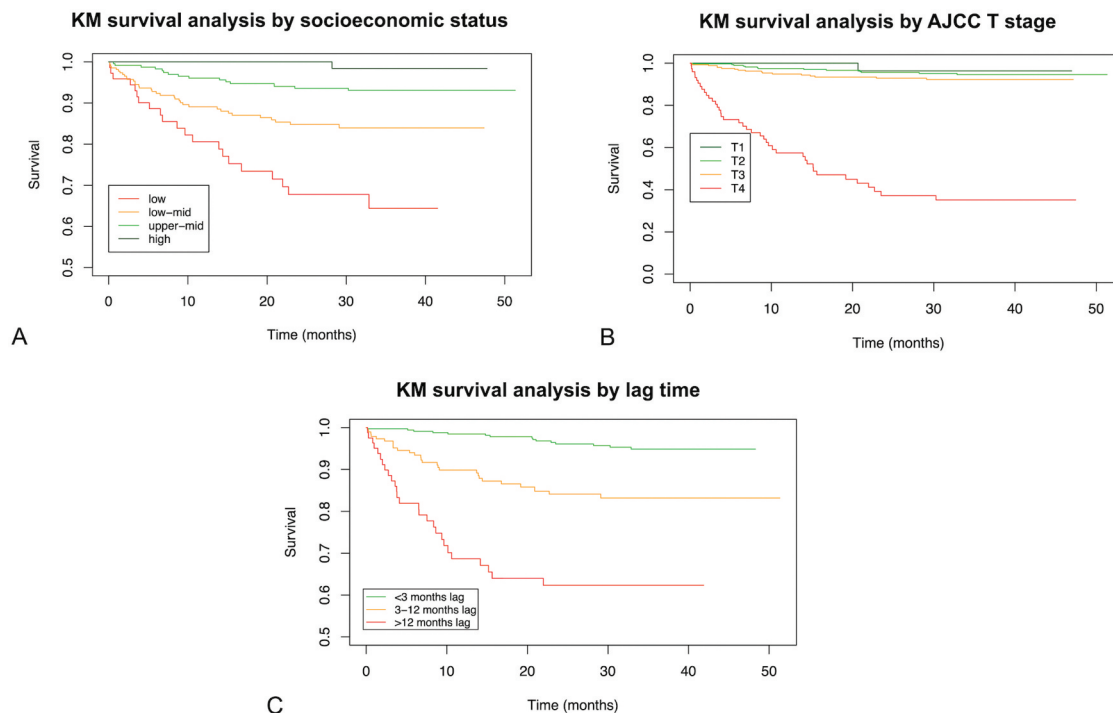 KM survival analysis by socioeconomic status
Survival
1.0
0.9
0.8
0.7
0.6
0.5
low
low-mid
upper-mid
high
0 10 20 30 40 50
Time (months)
A
KM survival analysis by AJCC T stage
Survival
1.0
0.8
0.6
0.4
0.2
0.0
T1
T2
T3
T4
0 10 20 30 40 50
Time (months)
B
KM survival analysis by lag time
Survival
1.0
0.9
0.8
0.7
0.6
0.5
<3 months lag
3-12 months lag
>12 months lag
0 10 20 30 40 50
Time (months)
C